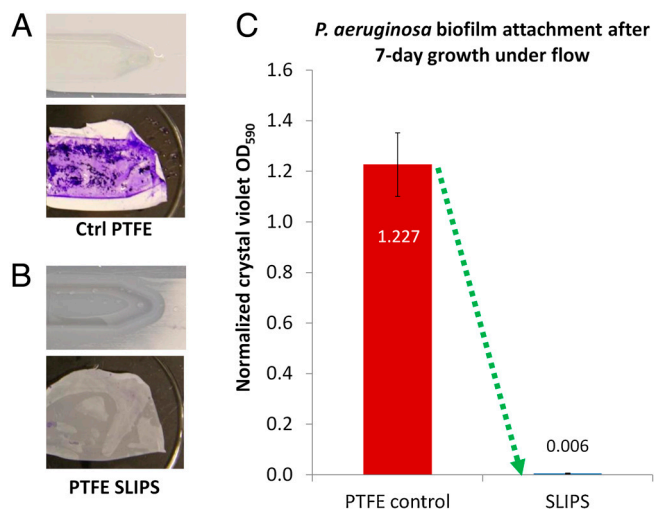 A
Ctrl PTFE
B
PTFE SLIPS
C
P. aeruginosa biofilm attachment after
7-day growth under flow
Normalized crystal violet OD590
1.6
1.4
1.2
1.0
0.8
0.6
0.4
0.2
0.0
1.227
0.006
PTFE control
SLIPS